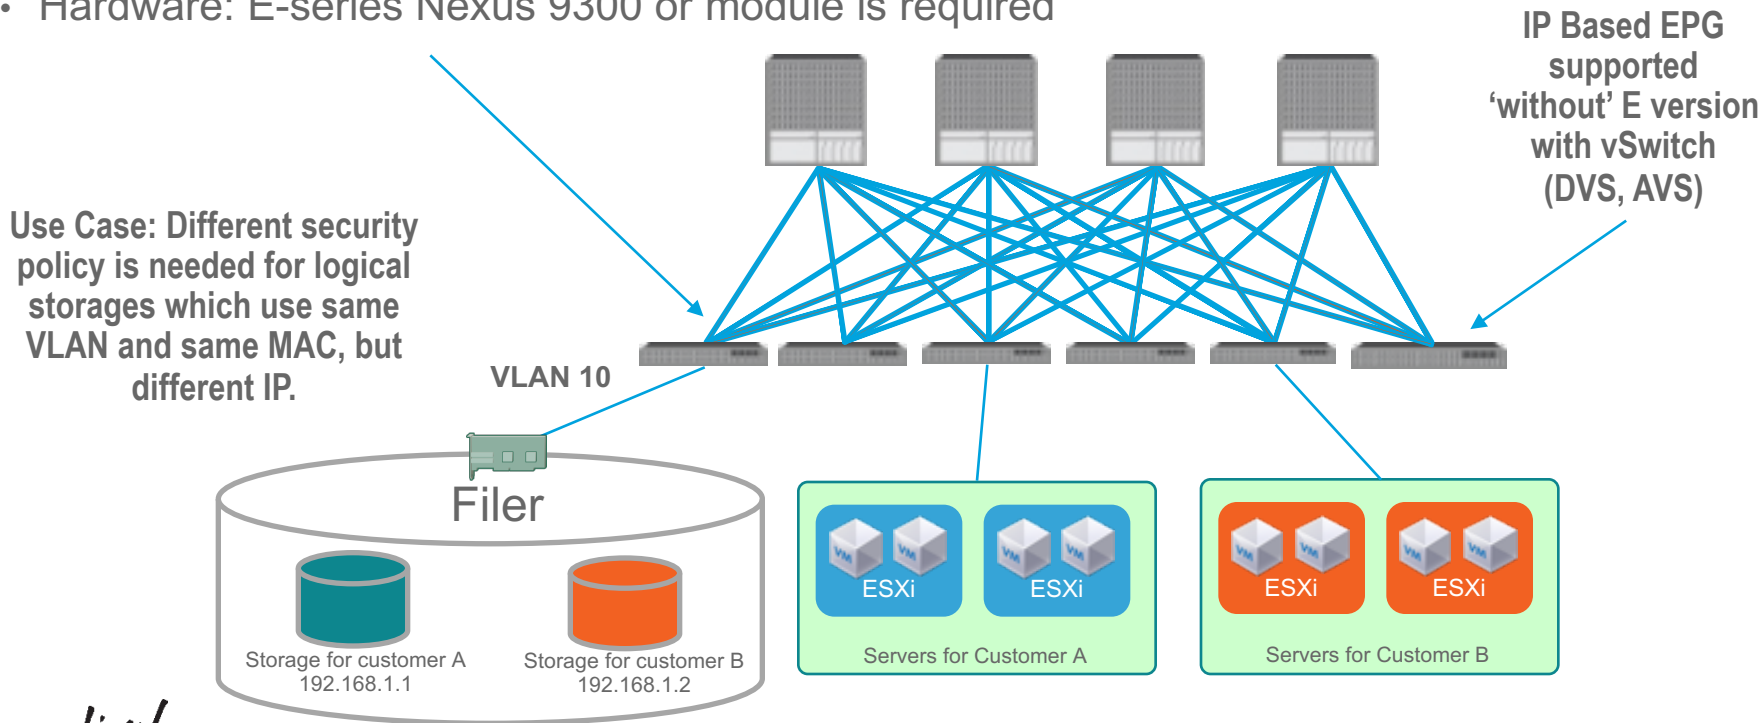 • Hardware: E-series Nexus 9300 or module is required
IP Based EPG
supported
‘without’ E version
with vSwitch
(DVS, AVS)
Use Case: Different security
policy is needed for logical
storages which use same
VLAN and same MAC, but
different IP.
VLAN 10
Filer
Storage for customer A
192.168.1.1
Storage for customer B
192.168.1.2
VM
VM
ESXi
VM
VM
ESXi
Servers for Customer A
VM
VM
ESXi
VM
VM
ESXi
Servers for Customer B